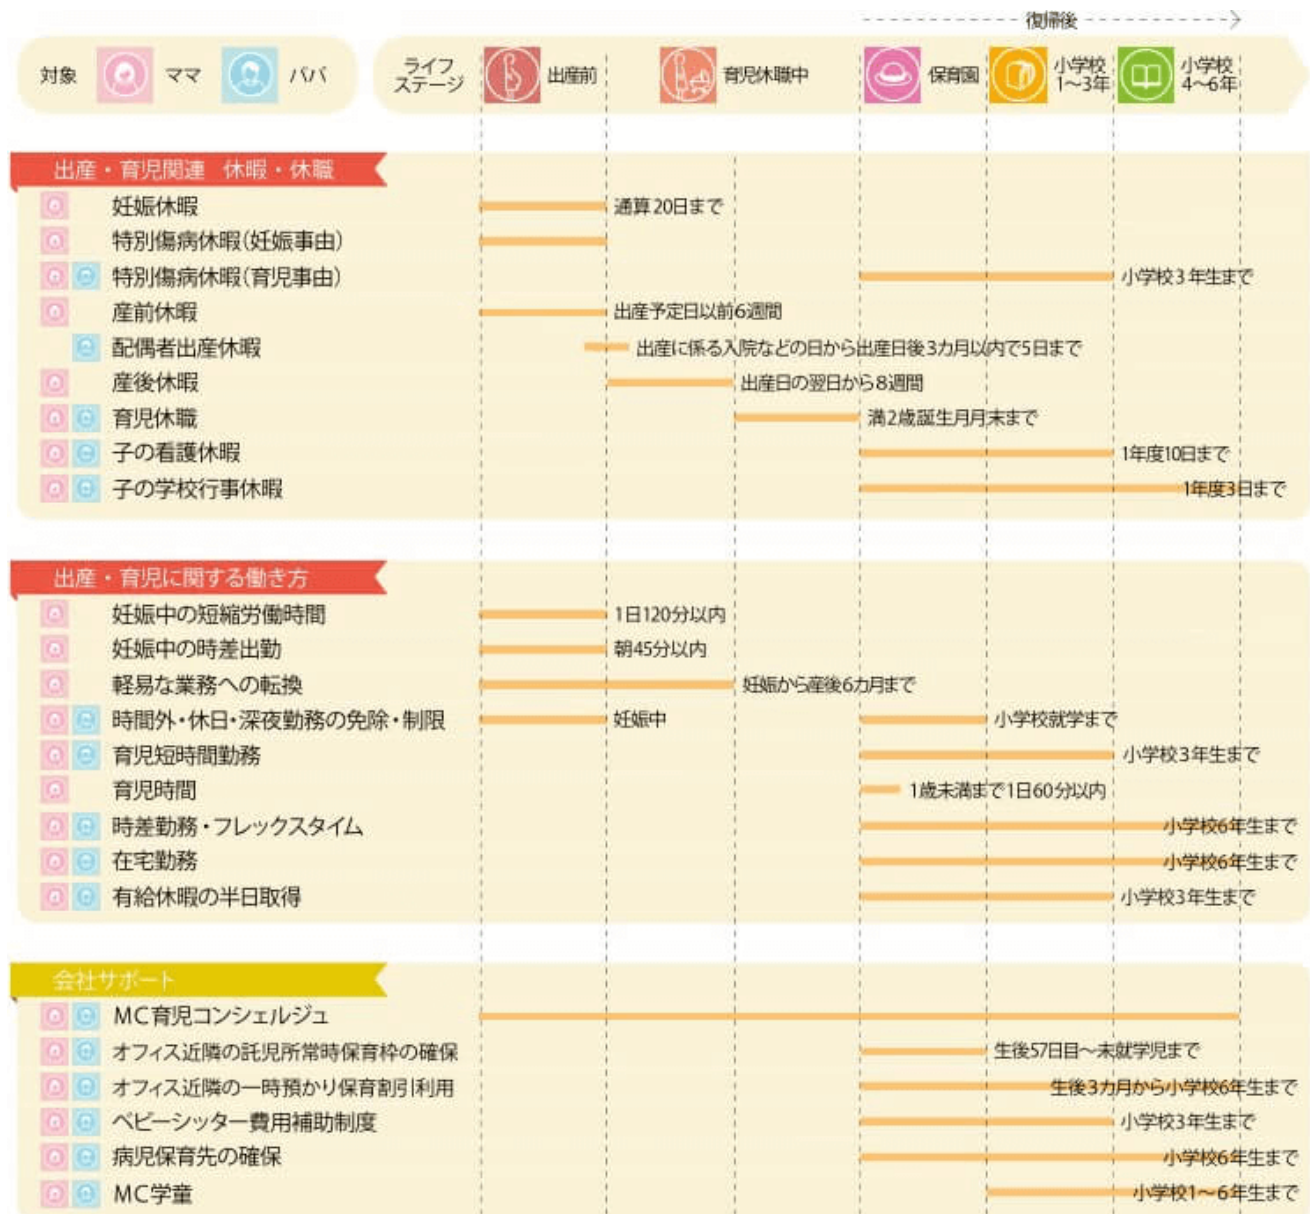 復帰後
対象 ママ パパ ライフステージ 出産前 育児休職中 保育園 小学校1〜3年 小学校4〜6年
出産・育児関連 休暇・休職
妊娠休暇 通算20日まで
特別傷病休暇(妊娠事由)
特別傷病休暇(育児事由) 小学校3年生まで
産前休暇 出産予定日以前6週間
配偶者出産休暇 出産に係る入院などの日から出産日後3カ月以内で5日まで
産後休暇 出産日の翌日から8週間
育児休職 満2歳誕生月月末まで
子の看護休暇 1年度10日まで
子の学校行事休暇 1年度3日まで
出産・育児に関する働き方
妊娠中の短縮労働時間 1日120分以内
妊娠中の時差出勤 朝45分以内
軽易な業務への転換 妊娠から産後6カ月まで
時間外・休日・深夜勤務の免除・制限 妊娠中 小学校就学まで
育児短時間勤務 小学校3年生まで
育児時間 1歳未満まで1日60分以内
時差勤務・フレックスタイム 小学校6年生まで
在宅勤務 小学校6年生まで
有給休暇の半日取得 小学校3年生まで
会社サポート
MC育児コンシェルジュ
オフィス近隣の託児所常時保育枠の確保 生後57日目〜未就学児まで
オフィス近隣の一時預かり保育割引利用 生後3カ月から小学校6年生まで
ベビーシッター費用補助制度 小学校3年生まで
病児保育先の確保 小学校6年生まで
MC学童 小学校1〜6年生まで